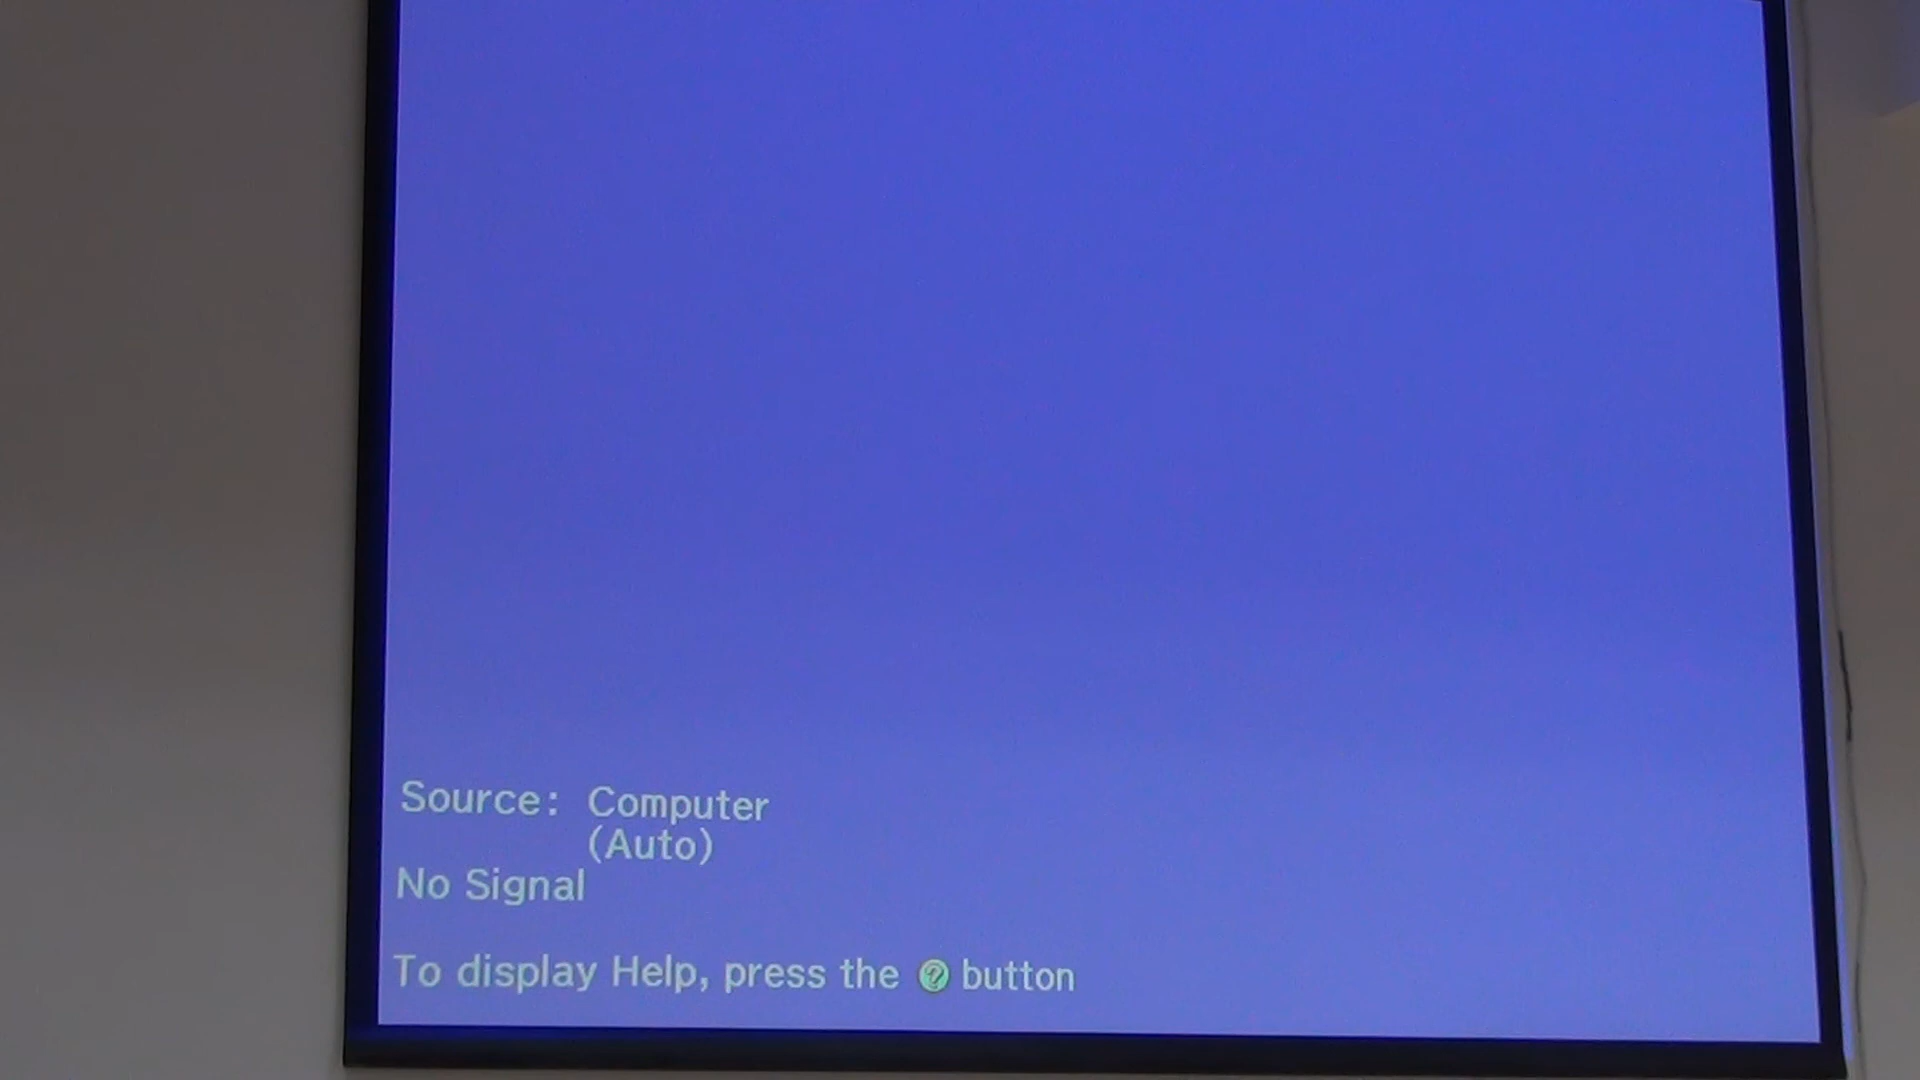 Source: Computer
(Auto)
No Signal
To display Help, press the ? button